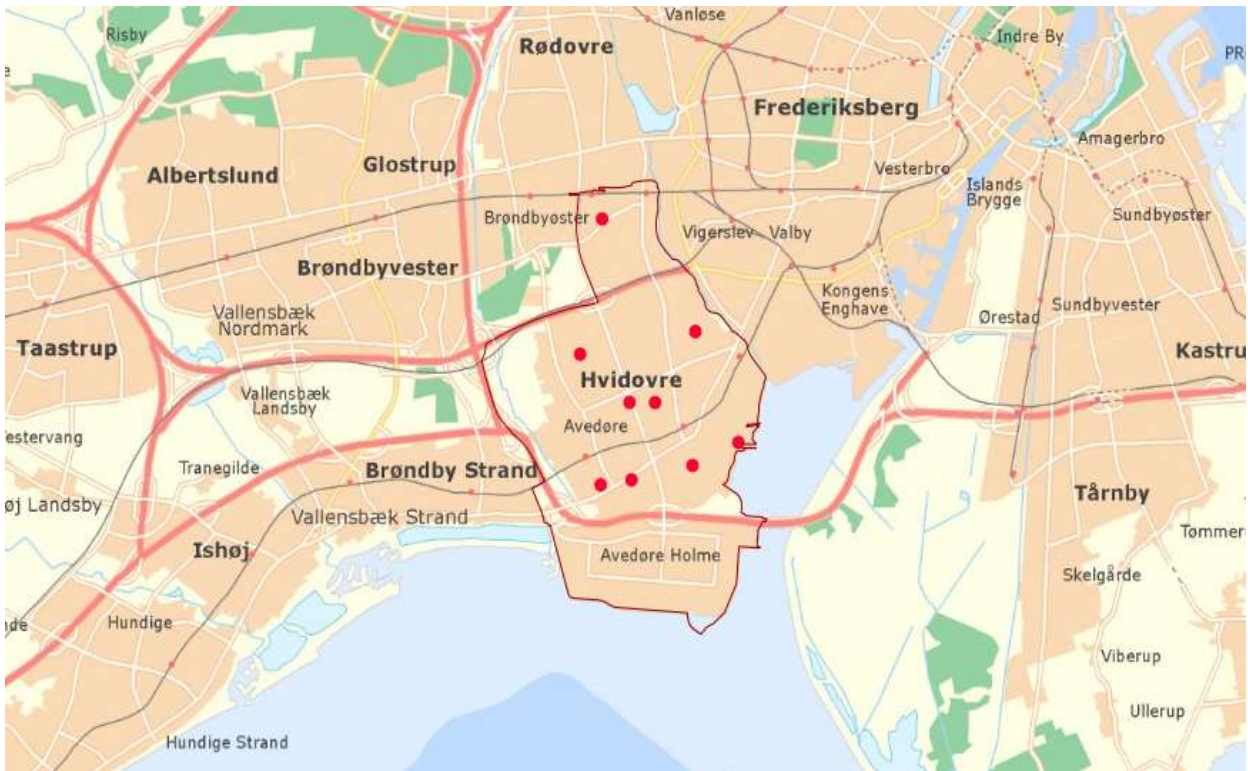 Risby
Vanløse
Rødovre
Indre By
PR
Frederiksberg
Amagerbro
Albertslund
Glostrup
Vesterbro
Islands
Brygge
Sundbyøster
Brøndbyøster
Vigerslev
Valby
Brøndbyvester
Kongens
Enghave
Sundbyvester
Ørestad
Vallensbæk
Nordmark
Taastrup
Kastru
Hvidovre
Vallensbæk
Landsby
Avedøre
estervang
Tranegilde
Brøndby Strand
øj Landsby
Vallensbæk Strand
Tårnby
Tømmer
Ishøj
Avedøre Holme
Skelgårde
Hundige
nde
Viberup
Ullerup
Hundige Strand